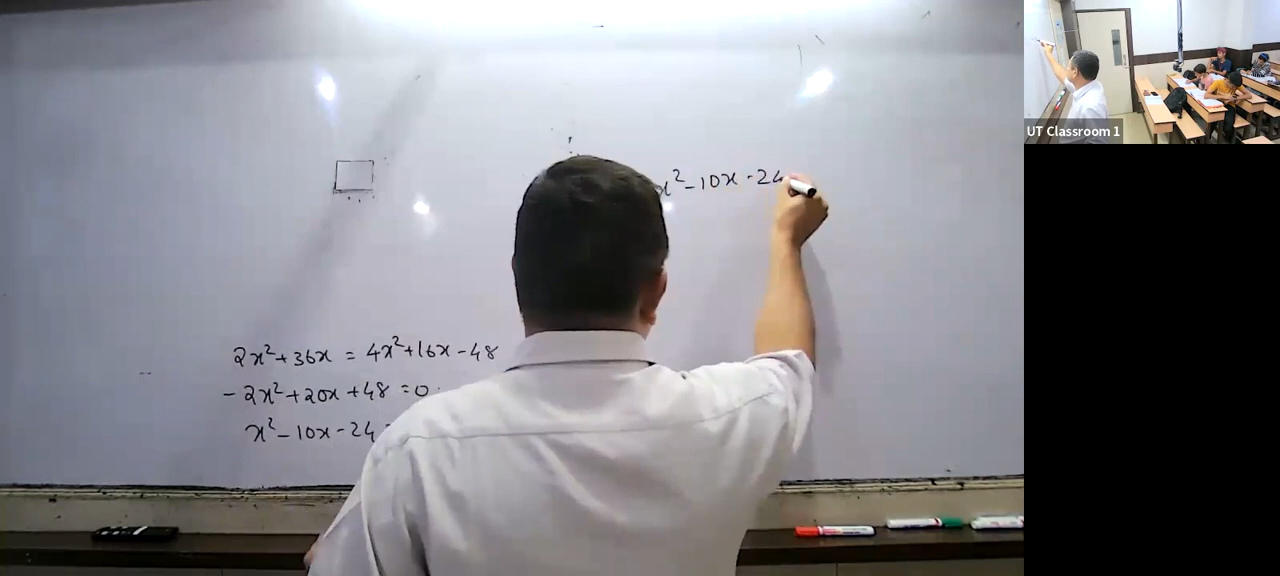 x²-10x-24
2x²+36x = 4x²+16x-48
-2x²+20x+48=0
x²-10x-24=
UT Classroom 1